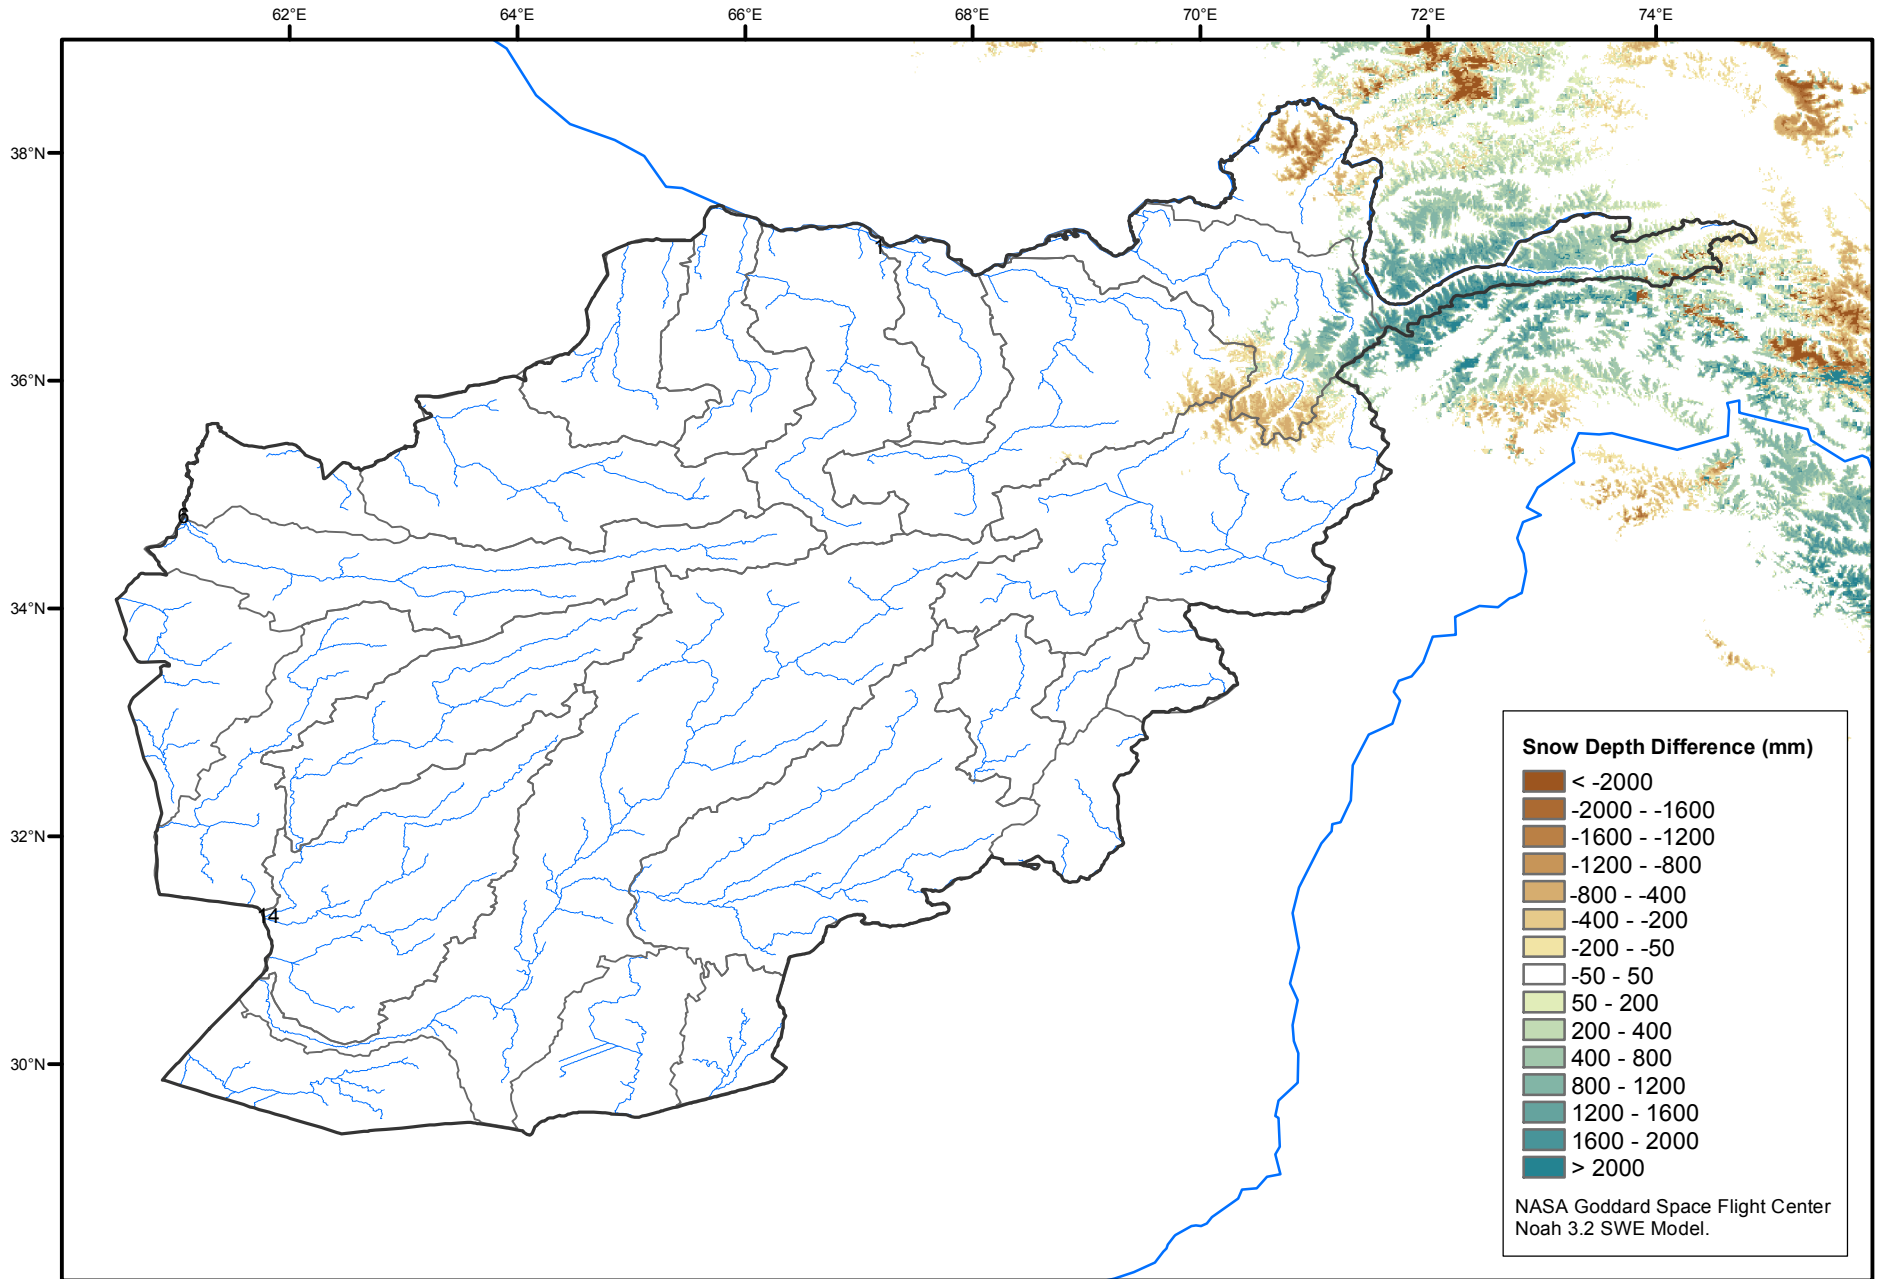 62°E
64°E
66°E
68°E
70°E
72°E
74°E
38°N
36°N
34°N
32°N
30°N
1
6
14
Snow Depth Difference (mm)
< -2000
-2000 - -1600
-1600 - -1200
-1200 - -800
-800 - -400
-400 - -200
-200 - -50
-50 - 50
50 - 200
200 - 400
400 - 800
800 - 1200
1200 - 1600
1600 - 2000
> 2000
NASA Goddard Space Flight Center
Noah 3.2 SWE Model.